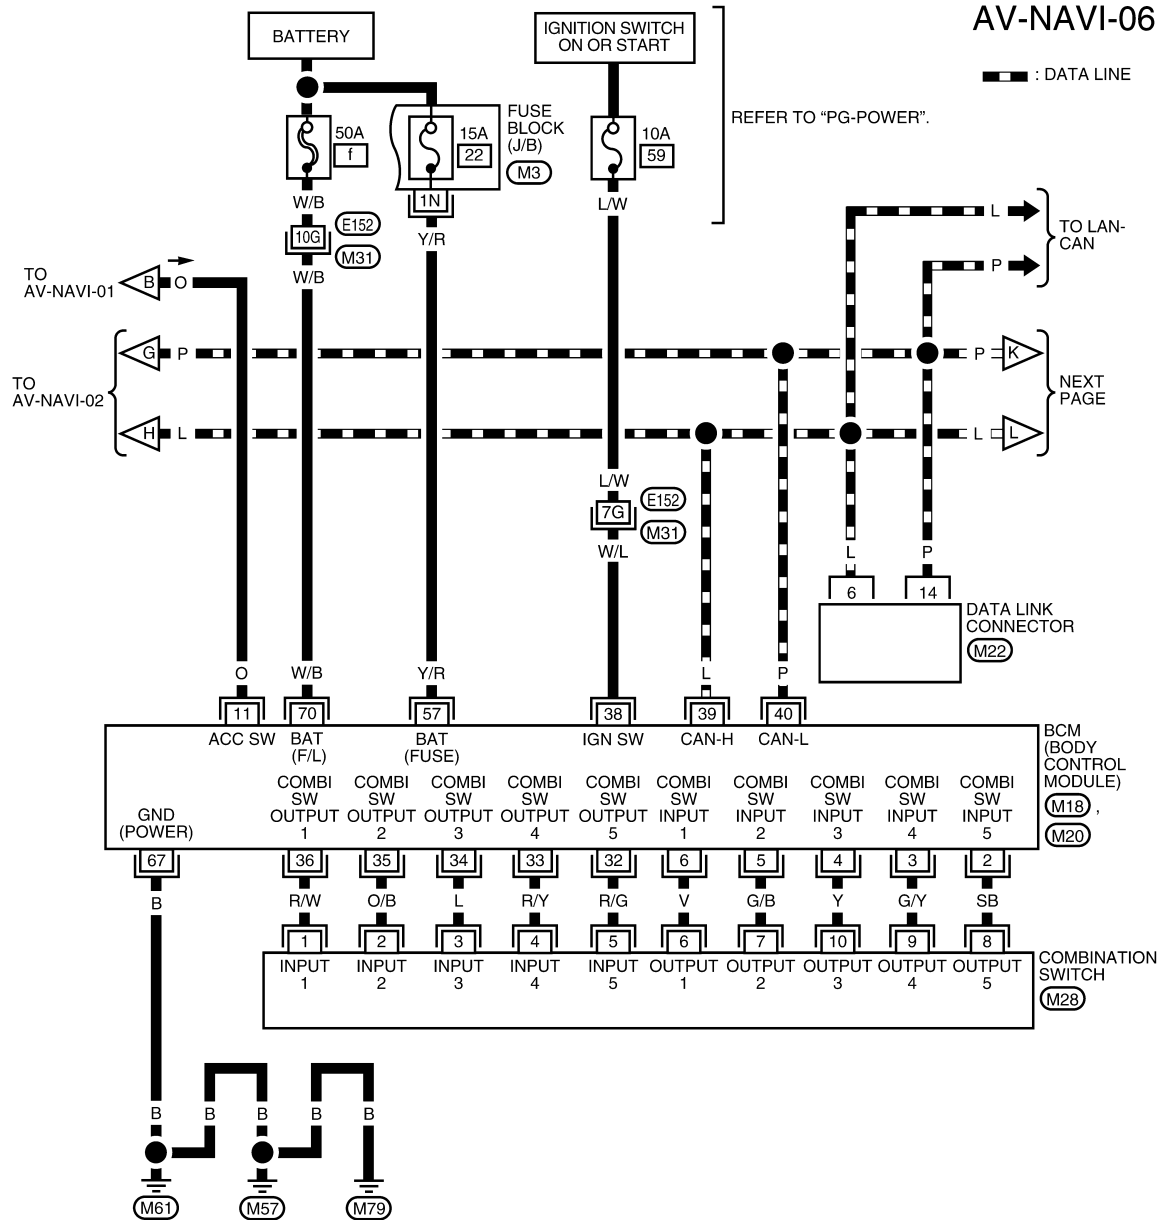 AV-NAVI-06
BATTERY
IGNITION SWITCH
ON OR START
: DATA LINE
REFER TO “PG-POWER”.
50A
f
15A
22
FUSE
BLOCK
(J/B)
M3
10A
59
W/B
1N
L/W
10G
E152
M31
Y/R
W/B
L
TO LAN-
CAN
P
TO
AV-NAVI-01
B
O
G
P
P
K
TO
AV-NAVI-02
NEXT
PAGE
H
L
L
L
L/W
7G
E152
M31
W/L
L
P
6
14
DATA LINK
CONNECTOR
M22
O
W/B
Y/R
L
P
11
70
57
38
39
40
ACC SW
BAT
(F/L)
BAT
(FUSE)
IGN SW
CAN-H
CAN-L
BCM
(BODY
CONTROL
MODULE)
M18 ,
M20
GND
(POWER)
COMBI
SW
OUTPUT
1
COMBI
SW
OUTPUT
2
COMBI
SW
OUTPUT
3
COMBI
SW
OUTPUT
4
COMBI
SW
OUTPUT
5
COMBI
SW
INPUT
1
COMBI
SW
INPUT
2
COMBI
SW
INPUT
3
COMBI
SW
INPUT
4
COMBI
SW
INPUT
5
67
36
35
34
33
32
6
5
4
3
2
B
R/W
O/B
L
R/Y
R/G
V
G/B
Y
G/Y
SB
1
2
3
4
5
6
7
10
9
8
INPUT
1
INPUT
2
INPUT
3
INPUT
4
INPUT
5
OUTPUT
1
OUTPUT
2
OUTPUT
3
OUTPUT
4
OUTPUT
5
COMBINATION
SWITCH
M28
B
B
B
B
B
M61
M57
M79